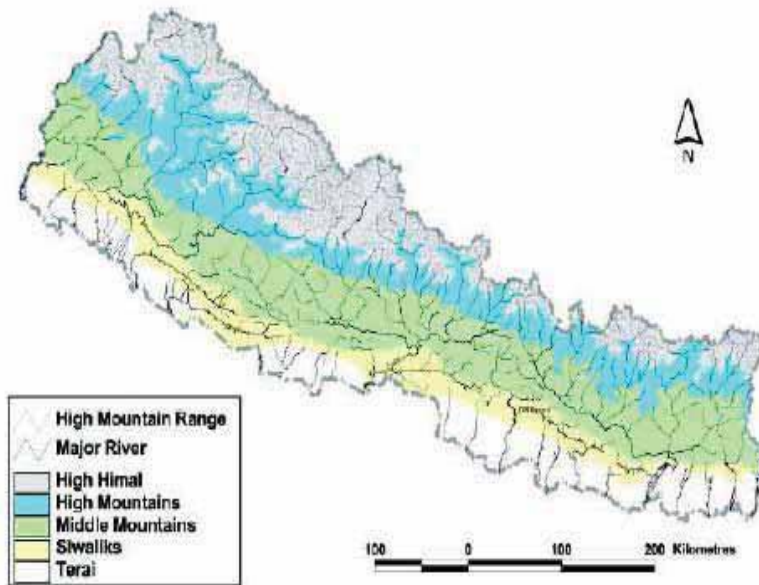 N
High Mountain Range
Major River
High Himal
High Mountains
Middle Mountains
Siwaliks
Terai
100 0 100 200 Kilometres